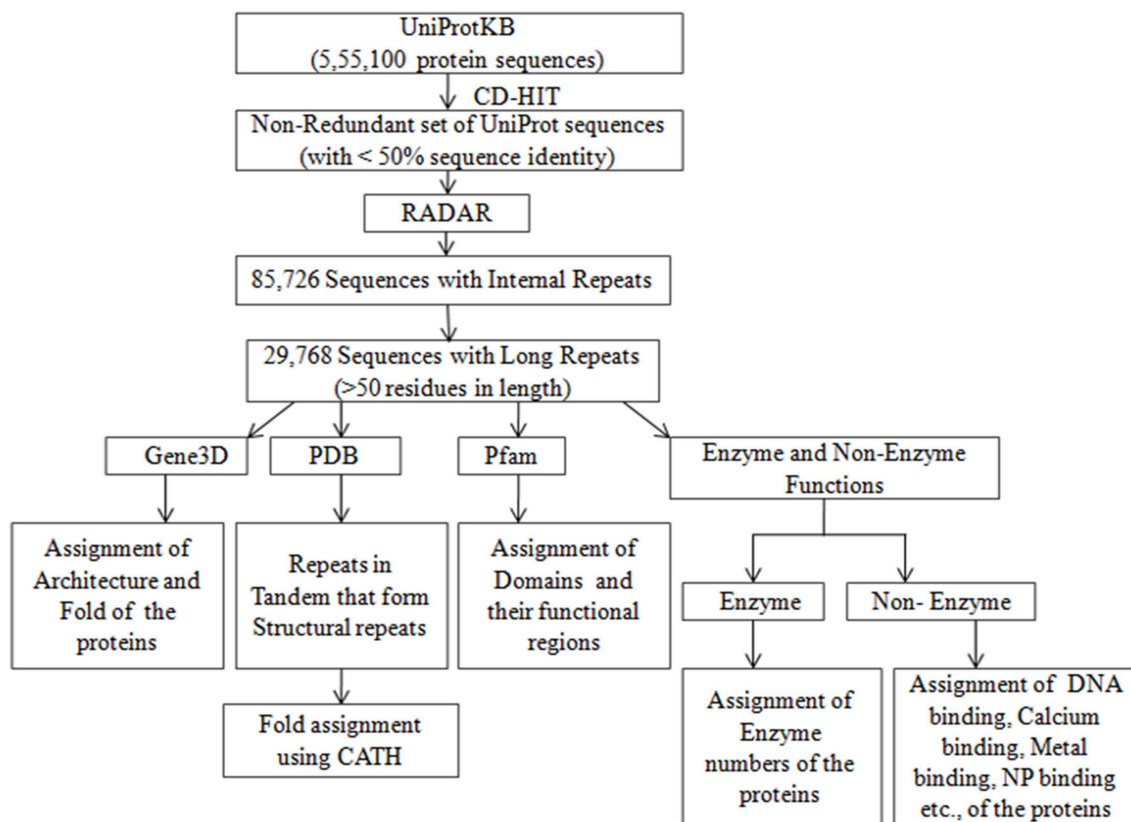 UniProtKB
(5,55,100 protein sequences)
CD-HIT
Non-Redundant set of UniProt sequences
(with < 50% sequence identity)
RADAR
85,726 Sequences with Internal Repeats
29,768 Sequences with Long Repeats
(>50 residues in length)
Gene3D
PDB
Pfam
Enzyme and Non-Enzyme
Functions
Assignment of
Architecture and
Fold of the
proteins
Repeats in
Tandem that form
Structural repeats
Assignment of
Domains and
their functional
regions
Enzyme
Non- Enzyme
Fold assignment
using CATH
Assignment of
Enzyme
numbers of the
proteins
Assignment of DNA
binding, Calcium
binding, Metal
binding, NP binding
etc., of the proteins